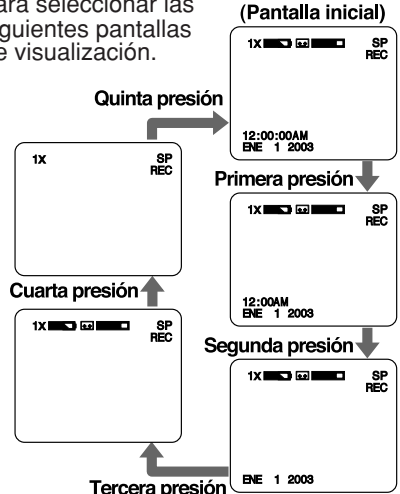 ara seleccionar las
guientes pantallas
e visualización.
(Pantalla inicial)
1X SP
REC
12:00:00AM
ENE 1 2003
Primera presión
1X SP
REC
12:00AM
ENE 1 2003
Segunda presión
1X SP
REC
ENE 1 2003
Tercera presión
1X SP
REC
Cuarta presión
1X SP
REC
Quinta presión